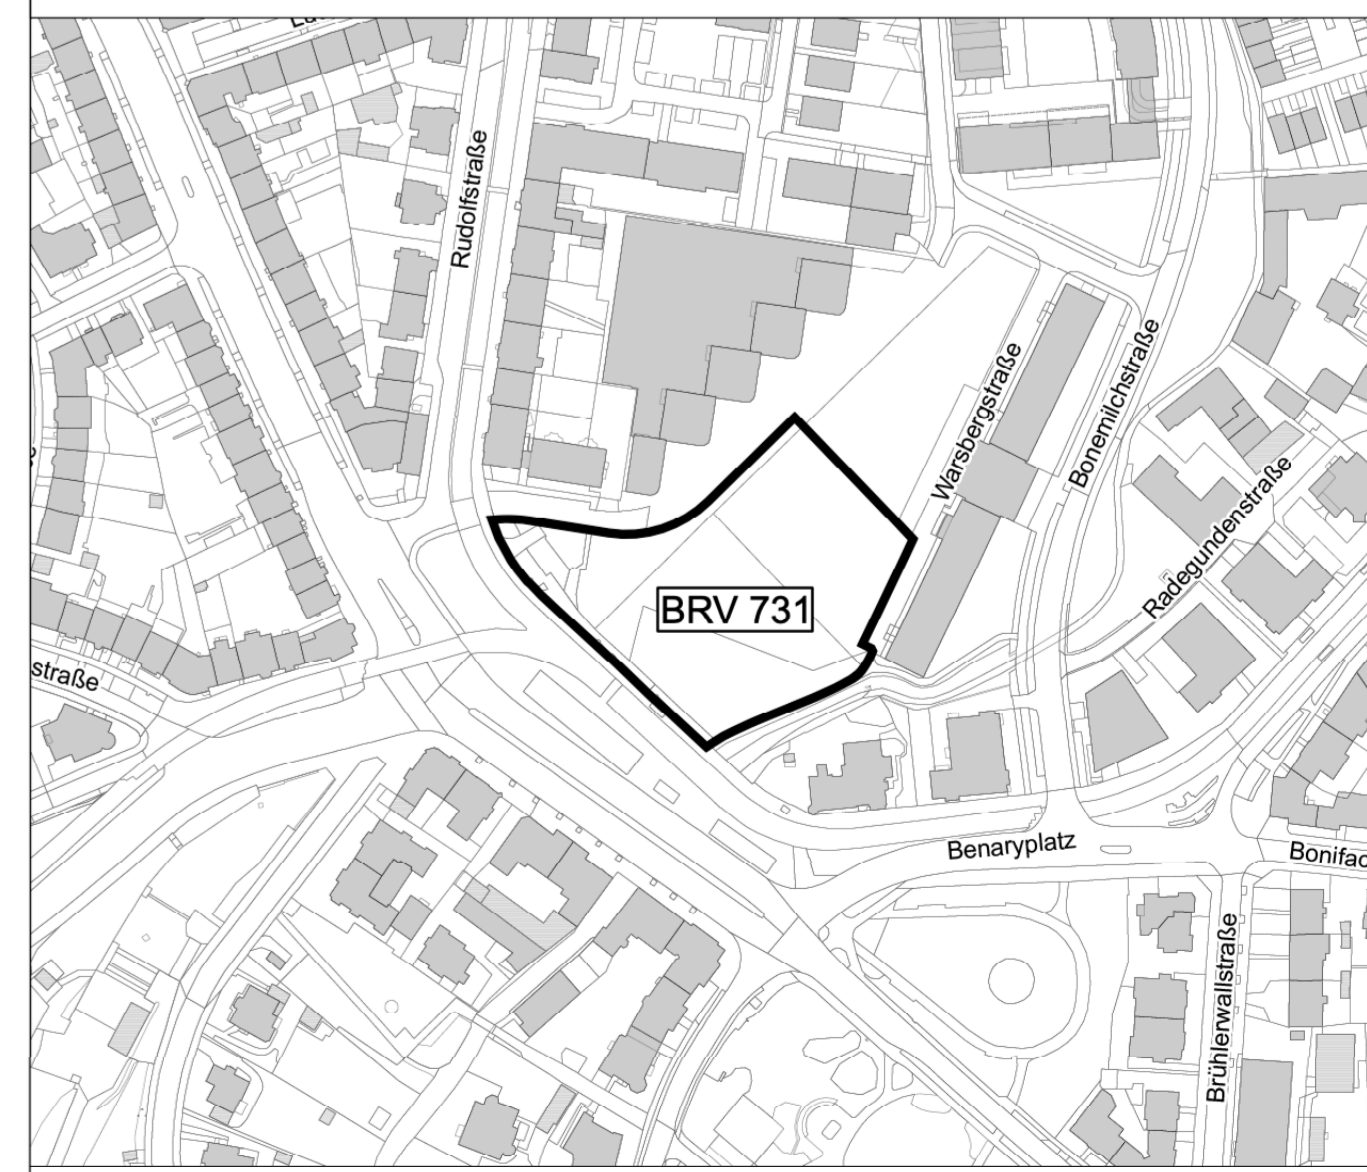 Rudolfstraße
Warsbergstraße
Bonemilchstraße
Radegundenstraße
BRV 731
straße
Benaryplatz
Bonifac
Brühlerwallstraße